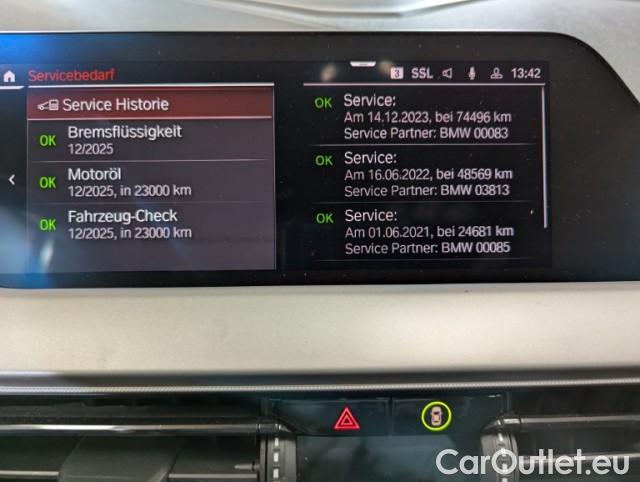 Servicebedarf
3 SSL 13:42
Service Historie
OK Bremsflüssigkeit
12/2025
OK Motoröl
12/2025, in 23000 km
OK Fahrzeug-Check
12/2025, in 23000 km
OK Service:
Am 14.12.2023, bei 74496 km
Service Partner: BMW 00083
OK Service:
Am 16.06.2022, bei 48569 km
Service Partner: BMW 03813
OK Service:
Am 01.06.2021, bei 24681 km
Service Partner: BMW 00085
CarOutlet.eu